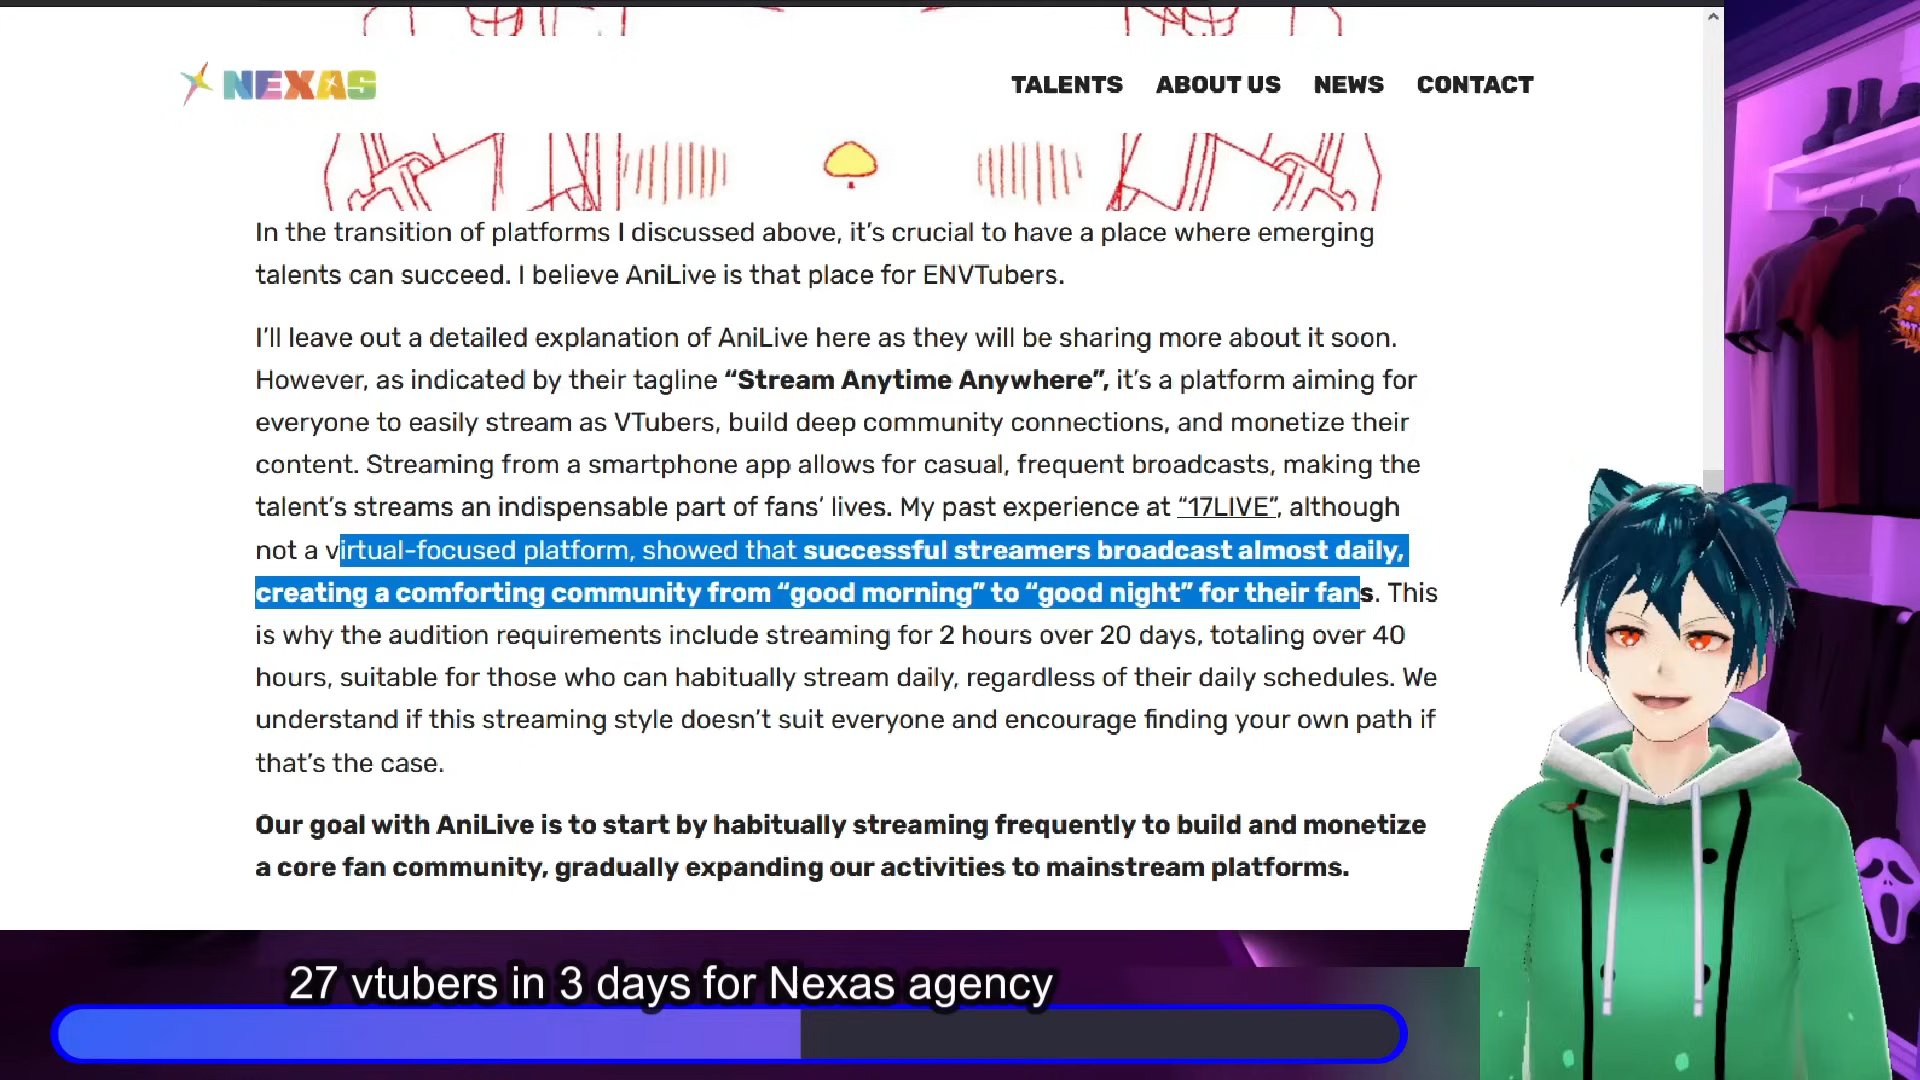 NEXAS
TALENTS ABOUT US NEWS CONTACT
In the transition of platforms I discussed above, it's crucial to have a place where emerging
talents can succeed. I believe AniLive is that place for ENVTubers.
I'll leave out a detailed explanation of AniLive here as they will be sharing more about it soon.
However, as indicated by their tagline “Stream Anytime Anywhere”, it's a platform aiming for
everyone to easily stream as VTubers, build deep community connections, and monetize their
content. Streaming from a smartphone app allows for casual, frequent broadcasts, making the
talent's streams an indispensable part of fans' lives. My past experience at “17LIVE”, although
not a virtual-focused platform, showed that successful streamers broadcast almost daily,
creating a comforting community from “good morning” to “good night” for their fans. This
is why the audition requirements include streaming for 2 hours over 20 days, totaling over 40
hours, suitable for those who can habitually stream daily, regardless of their daily schedules. We
understand if this streaming style doesn't suit everyone and encourage finding your own path if
that's the case.
Our goal with AniLive is to start by habitually streaming frequently to build and monetize
a core fan community, gradually expanding our activities to mainstream platforms.
27 vtubers in 3 days for Nexas agency